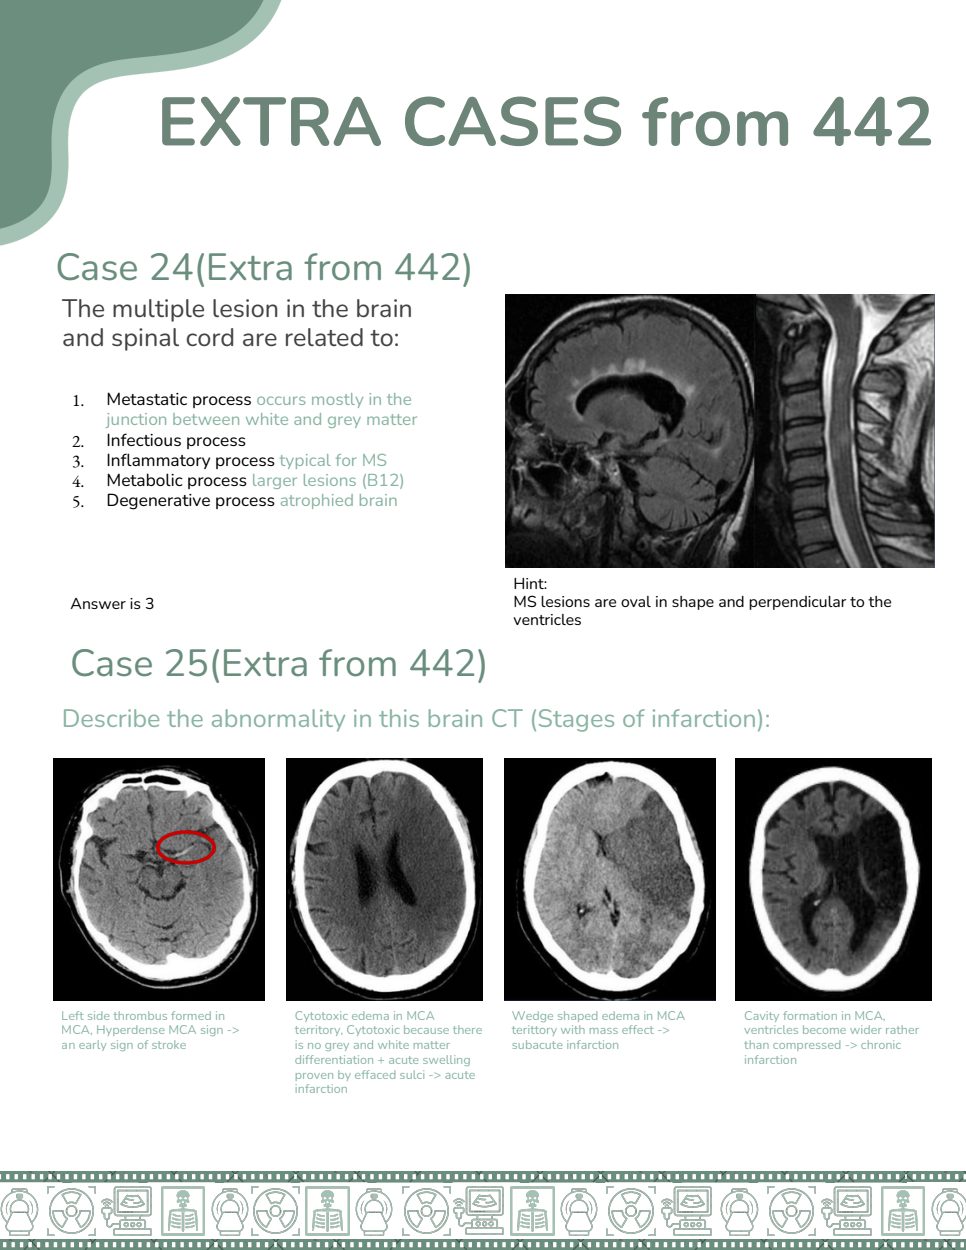 EXTRA CASES from 442
Case 24(Extra from 442)
The multiple lesion in the brain
and spinal cord are related to:
1. Metastatic process occurs mostly in the
junction between white and grey matter
2. Infectious process
3. Inflammatory process typical for MS
4. Metabolic process larger lesions (B12)
5. Degenerative process atrophied brain
Answer is 3
Hint:
MS lesions are oval in shape and perpendicular to the
ventricles
Case 25(Extra from 442)
Describe the abnormality in this brain CT (Stages of infarction):
Left side thrombus formed in
MCA, Hyperdense MCA sign ->
an early sign of stroke
Cytotoxic edema in MCA
territory, Cytotoxic because there
is no grey and white matter
differentiation + acute swelling
proven by effaced sulci -> acute
infarction
Wedge shaped edema in MCA
terittory with mass effect ->
subacute infarction
Cavity formation in MCA,
ventricles become wider rather
than compressed -> chronic
infarction